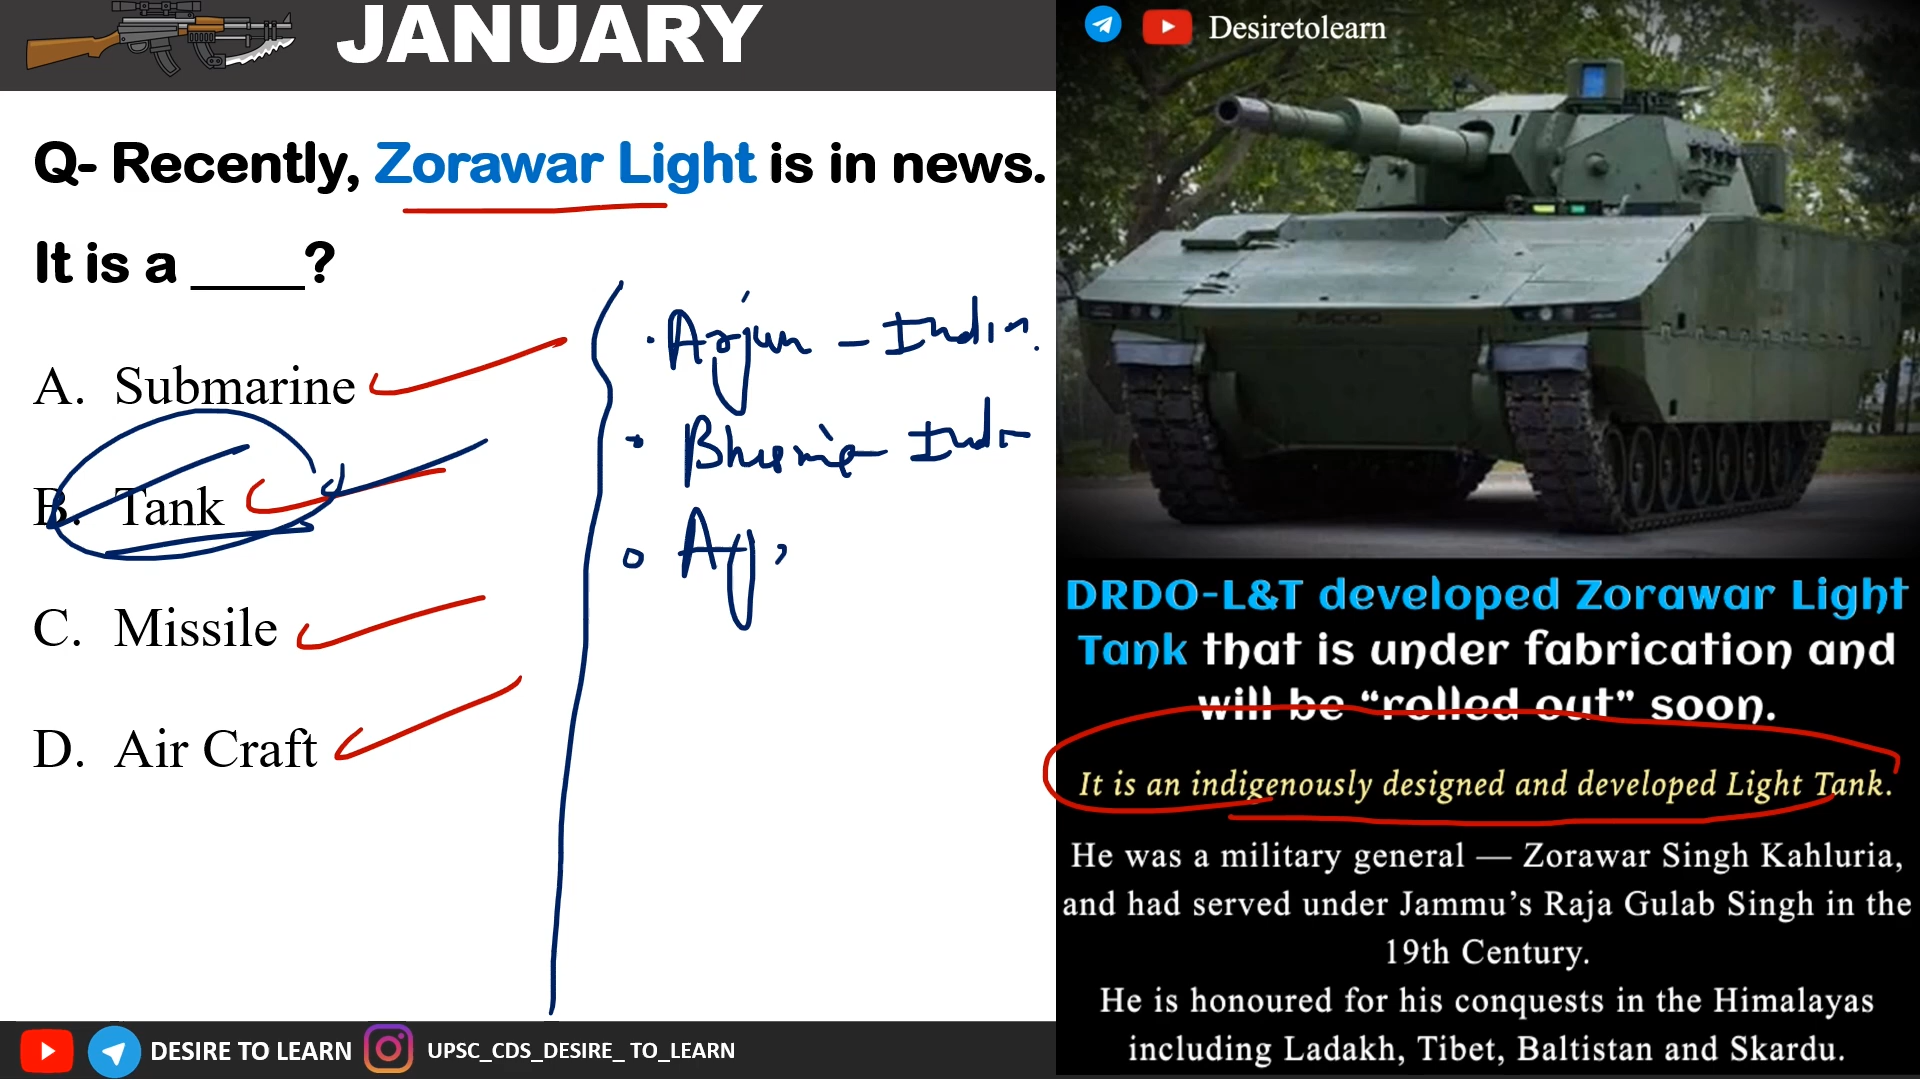 JANUARY
Q- Recently, Zorawar Light is in news.
It is a ____?
A. Submarine
B. Tank
C. Missile
D. Air Craft
· Arjun – India
Desiretolearn
ASCOD
DRDO-L&T developed Zorawar Light
Tank that is under fabrication and
will be “rolled out” soon.
It is an indigenously designed and developed Light Tank.
He was a military general — Zorawar Singh Kahluria,
and had served under Jammu’s Raja Gulab Singh in the
19th Century.
He is honoured for his conquests in the Himalayas
including Ladakh, Tibet, Baltistan and Skardu.
DESIRE TO LEARN
UPSC_CDS_DESIRE_ TO_LEARN